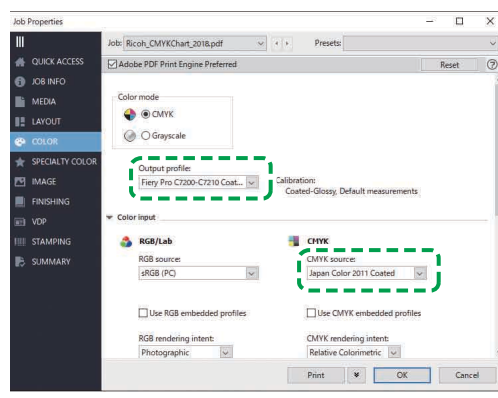 Job Properties
Job: Ricoh_CMYKChart_2018.pdf
Presets:
Adobe PDF Print Engine Preferred
Reset
QUICK ACCESS
JOB INFO
MEDIA
LAYOUT
COLOR
SPECIALTY COLOR
IMAGE
FINISHING
VDP
STAMPING
SUMMARY
Color mode
CMYK
Grayscale
Output profile:
Fiery Pro C7200-C7210 Coat...
Calibration:
Coated-Glossy, Default measurements
Color input
RGB/Lab
RGB source:
sRGB (PC)
Use RGB embedded profiles
RGB rendering intent:
Photographic
CMYK
CMYK source:
Japan Color 2011 Coated
Use CMYK embedded profiles
CMYK rendering intent:
Relative Colorimetric
Print
OK
Cancel